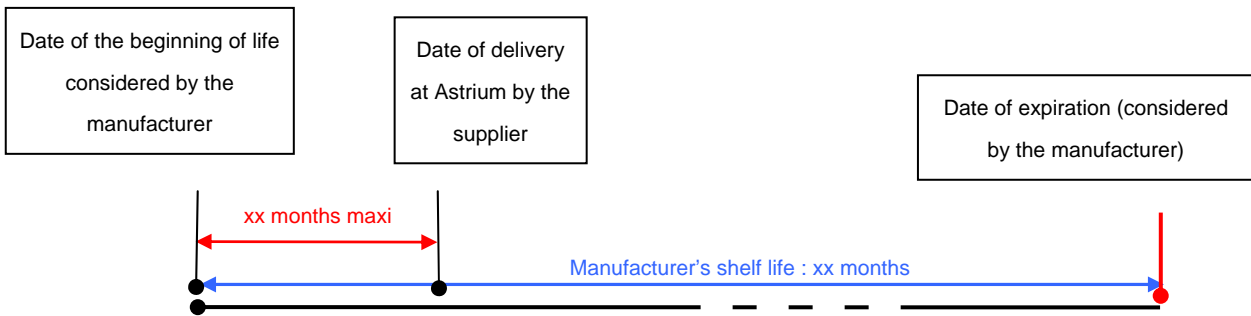 Date of the beginning of life
considered by the
manufacturer
Date of delivery
at Astrium by the
supplier
Date of expiration (considered
by the manufacturer)
xx months maxi
Manufacturer’s shelf life : xx months